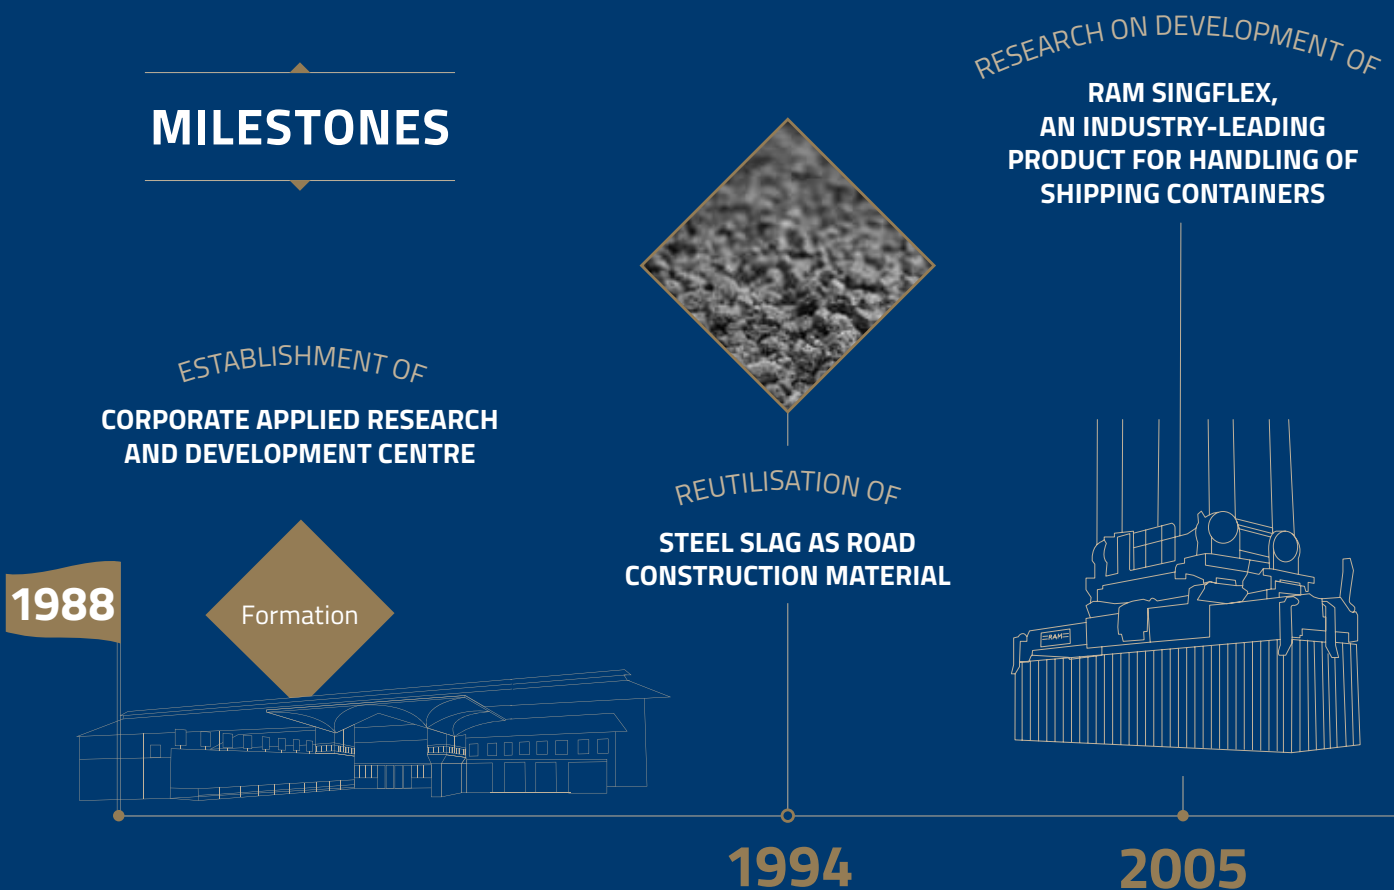 MILESTONES
ESTABLISHMENT OF
CORPORATE APPLIED RESEARCH
AND DEVELOPMENT CENTRE
1988
Formation
REUTILISATION OF
STEEL SLAG AS ROAD
CONSTRUCTION MATERIAL
1994
RESEARCH ON DEVELOPMENT OF
RAM SINGFLEX,
AN INDUSTRY-LEADING
PRODUCT FOR HANDLING OF
SHIPPING CONTAINERS
RAM
2005